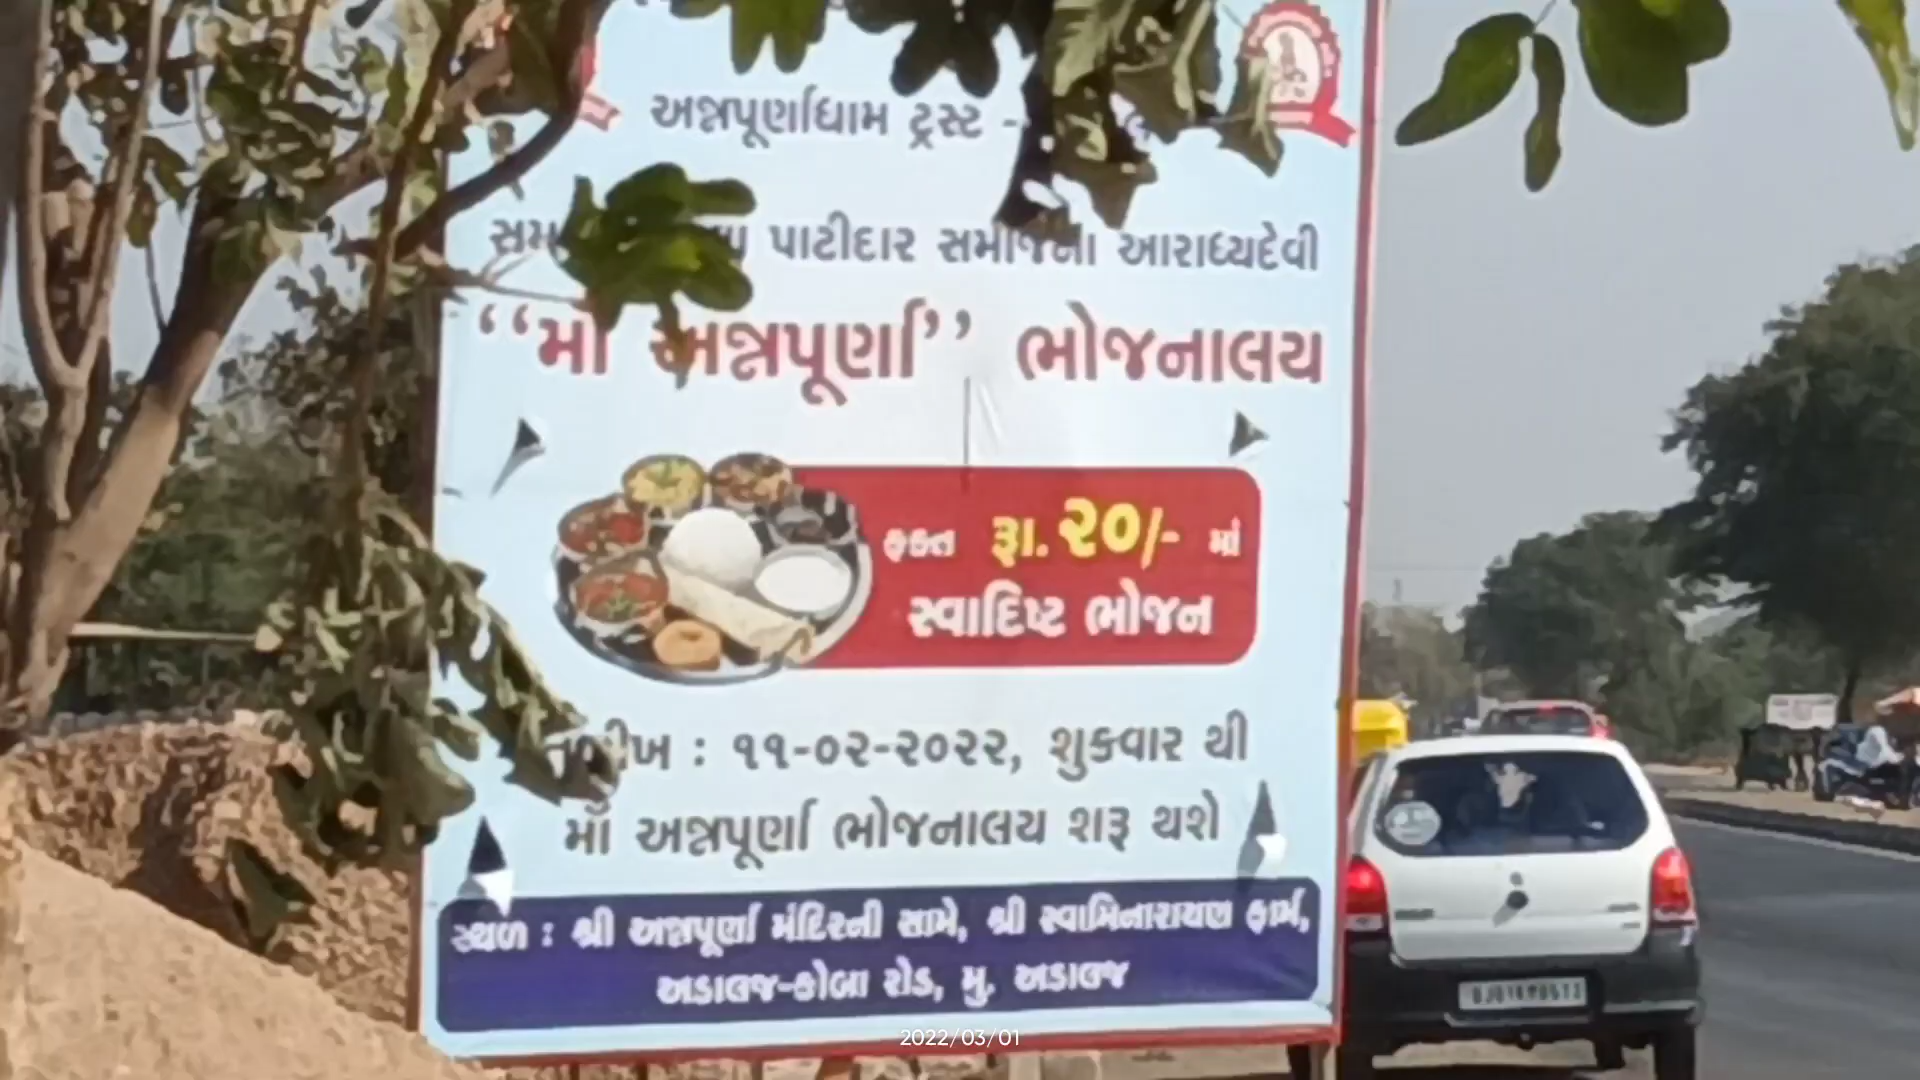 અન્નપૂર્ણાધામ ટ્રસ્ટ -
પાટીદાર સમાજના આરાધ્યદેવી
“માઁ અન્નપૂર્ણા” ભોજનાલય
ફક્ત રૂા. ૨૦/- માં
સ્વાદિષ્ટ ભોજન
તારીખ : ૧૧-૦૨-૨૦૨૨, શુક્રવાર થી
માઁ અન્નપૂર્ણા ભોજનાલય શરૂ થશે
સ્થળ : શ્રી અન્નપૂર્ણા મંદિરની સામે, શ્રી સ્વામિનારાયણ ફાર્મ,
અડાલજ-કોબા રોડ, મુ. અડાલજ
2022/03/01